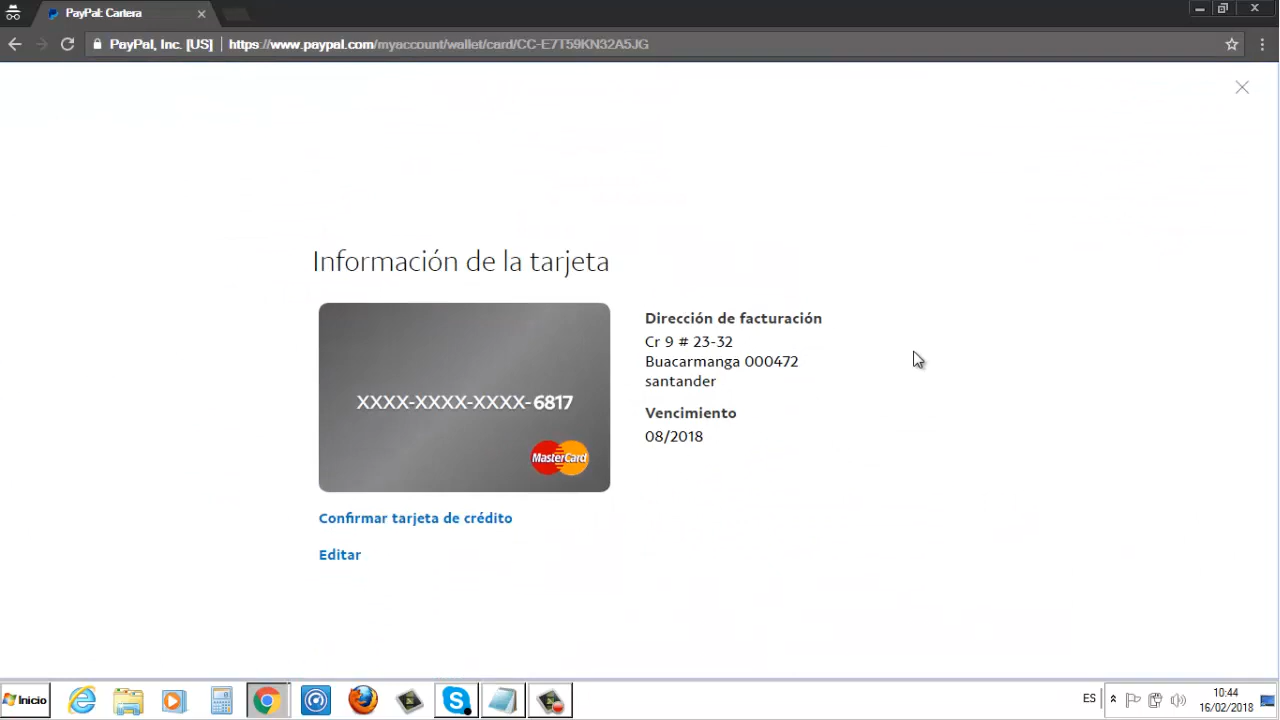 PayPal: Cartera
PayPal, Inc. [US] https://www.paypal.com/myaccount/wallet/card/CC-E7T59KN32A5JG
Información de la tarjeta
XXXX-XXXX-XXXX-6817
MasterCard
Confirmar tarjeta de crédito
Editar
Dirección de facturación
Cr 9 # 23-32
Buacarmanga 000472
santander
Vencimiento
08/2018
Inicio
ES
10:44
16/02/2018